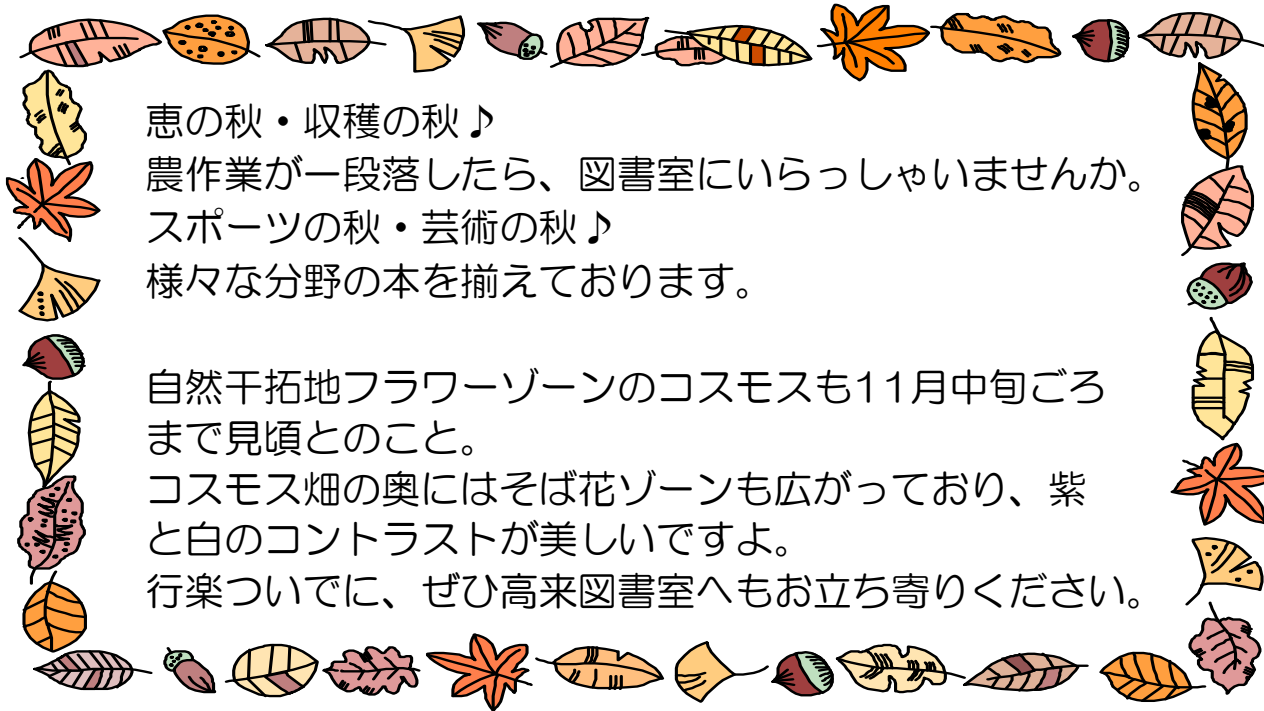 恵の秋・収穫の秋♪
農作業が一段落したら、図書室にいらっしゃいませんか。
スポーツの秋・芸術の秋♪
様々な分野の本を揃えております。
自然干拓地フラワーゾーンのコスモスも11月中旬ごろ
まで見頃とのこと。
コスモス畑の奥にはそば花ゾーンも広がっており、紫
と白のコントラストが美しいですよ。
行楽ついでに、ぜひ高来図書室へもお立ち寄りください。